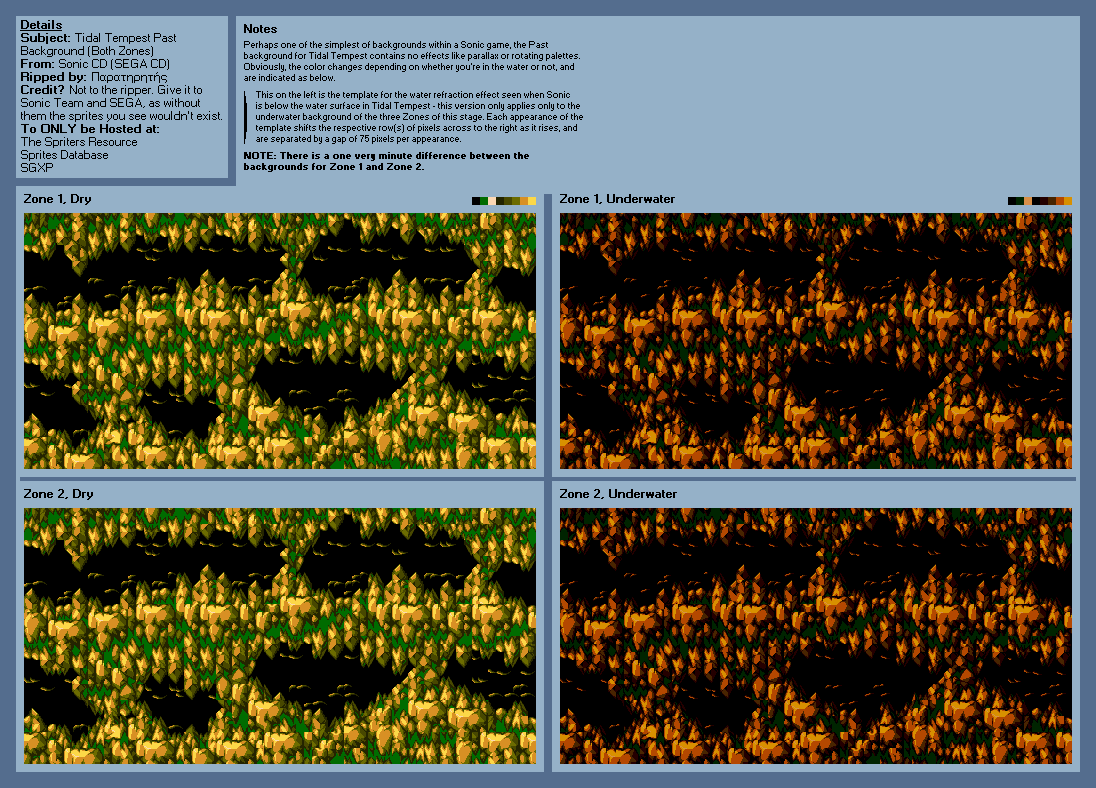 Details
Subject: Tidal Tempest Past
Background (Both Zones)
From: Sonic CD (SEGA CD)
Ripped by: Παρατηρητής
Credit? Not to the ripper. Give it to
Sonic Team and SEGA, as without
them the sprites you see wouldn't exist.
To ONLY be Hosted at:
The Spriters Resource
Sprites Database
SGXP
Notes
Perhaps one of the simplest of backgrounds within a Sonic game, the Past
background for Tidal Tempest contains no effects like parallax or rotating palettes.
Obviously, the color changes depending on whether you're in the water or not, and
are indicated as below.
This on the left is the template for the water refraction effect seen when Sonic
is below the water surface in Tidal Tempest - this version only applies only to the
underwater background of the three Zones of this stage. Each appearance of the
template shifts the respective row(s) of pixels across to the right as it rises, and
are separated by a gap of 75 pixels per appearance.
NOTE: There is a one very minute difference between the
backgrounds for Zone 1 and Zone 2.
Zone 1, Dry
Zone 1, Underwater
Zone 2, Dry
Zone 2, Underwater